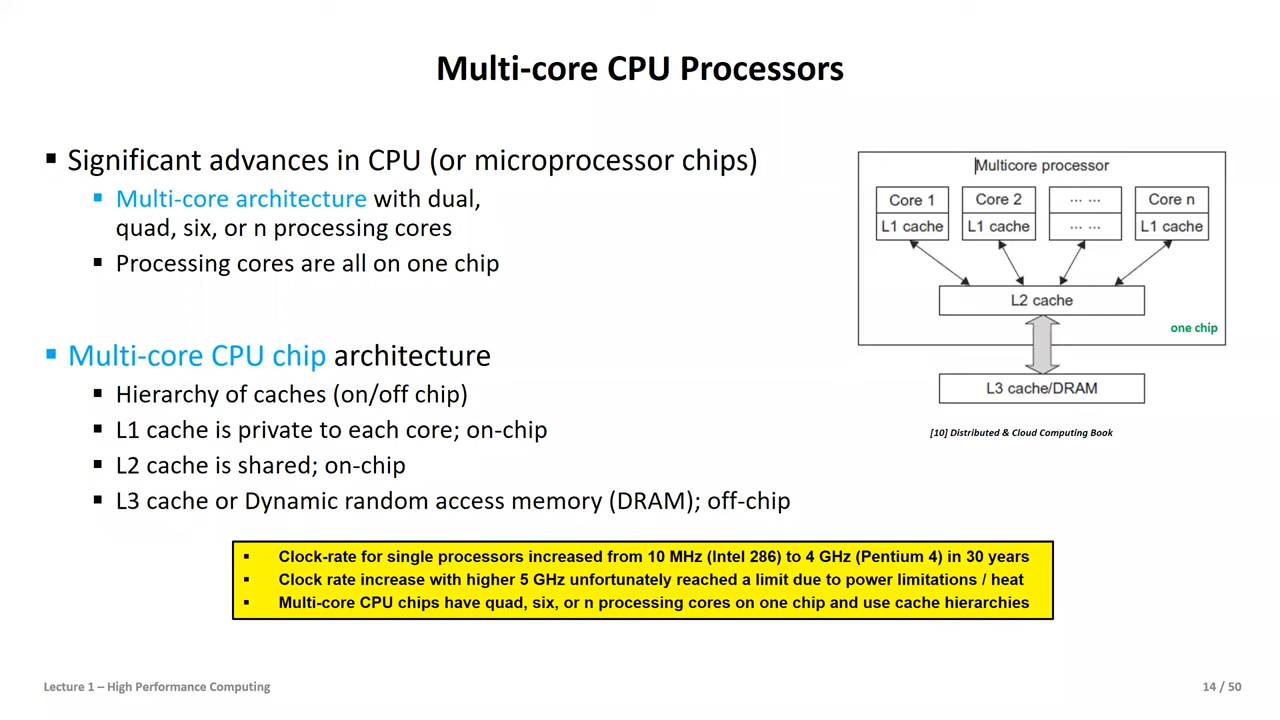 Multi-core CPU Processors
▪ Significant advances in CPU (or microprocessor chips)
▪ Multi-core architecture with dual,
quad, six, or n processing cores
▪ Processing cores are all on one chip
▪ Multi-core CPU chip architecture
▪ Hierarchy of caches (on/off chip)
▪ L1 cache is private to each core; on-chip
▪ L2 cache is shared; on-chip
▪ L3 cache or Dynamic random access memory (DRAM); off-chip
Multicore processor
Core 1 Core 2 ... ... Core n
L1 cache L1 cache ... ... L1 cache
L2 cache
one chip
L3 cache/DRAM
[10] Distributed & Cloud Computing Book
▪ Clock-rate for single processors increased from 10 MHz (Intel 286) to 4 GHz (Pentium 4) in 30 years
▪ Clock rate increase with higher 5 GHz unfortunately reached a limit due to power limitations / heat
▪ Multi-core CPU chips have quad, six, or n processing cores on one chip and use cache hierarchies
Lecture 1 – High Performance Computing
14 / 50